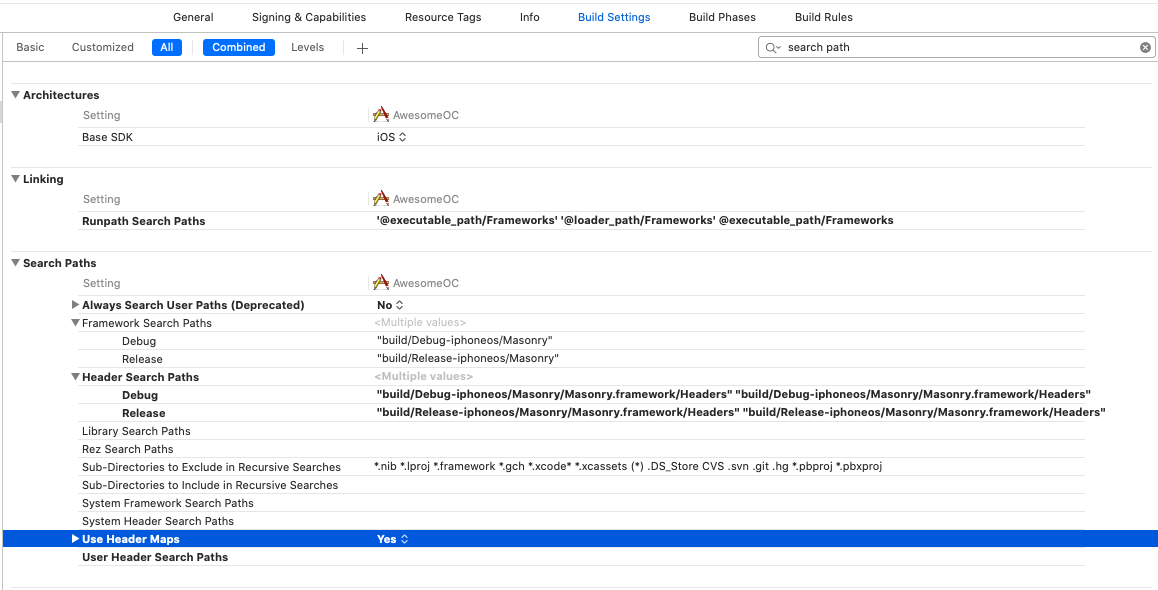 General Signing & Capabilities Resource Tags Info Build Settings Build Phases Build Rules
Basic Customized All Combined Levels + search path
Architectures
Setting AwesomeOC
Base SDK iOS
Linking
Setting AwesomeOC
Runpath Search Paths '@executable_path/Frameworks' '@loader_path/Frameworks' @executable_path/Frameworks
Search Paths
Setting AwesomeOC
Always Search User Paths (Deprecated) No
Framework Search Paths <Multiple values>
Debug "build/Debug-iphoneos/Masonry"
Release "build/Release-iphoneos/Masonry"
Header Search Paths <Multiple values>
Debug "build/Debug-iphoneos/Masonry/Masonry.framework/Headers" "build/Debug-iphoneos/Masonry/Masonry.framework/Headers"
Release "build/Release-iphoneos/Masonry/Masonry.framework/Headers" "build/Release-iphoneos/Masonry/Masonry.framework/Headers"
Library Search Paths
Rez Search Paths
Sub-Directories to Exclude in Recursive Searches *.nib *.lproj *.framework *.gch *.xcode* *.xcassets (*) .DS_Store CVS .svn .git .hg *.pbproj *.pbxproj
Sub-Directories to Include in Recursive Searches
System Framework Search Paths
System Header Search Paths
Use Header Maps Yes
User Header Search Paths